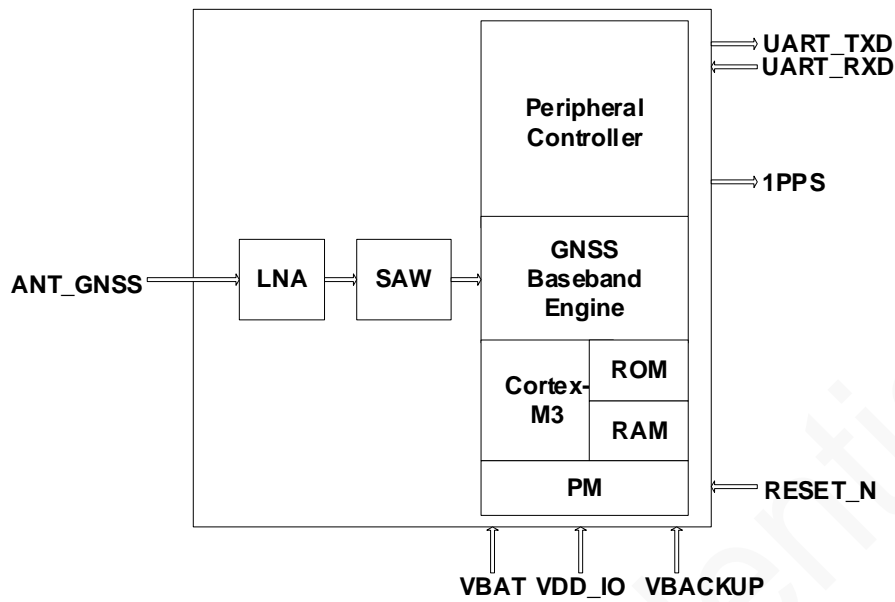 UART_TXD
UART_RXD
Peripheral
Controller
1PPS
GNSS
Baseband
Engine
ANT_GNSS
LNA
SAW
Cortex-
M3
ROM
RAM
PM
RESET_N
VBAT
VDD_IO
VBACKUP